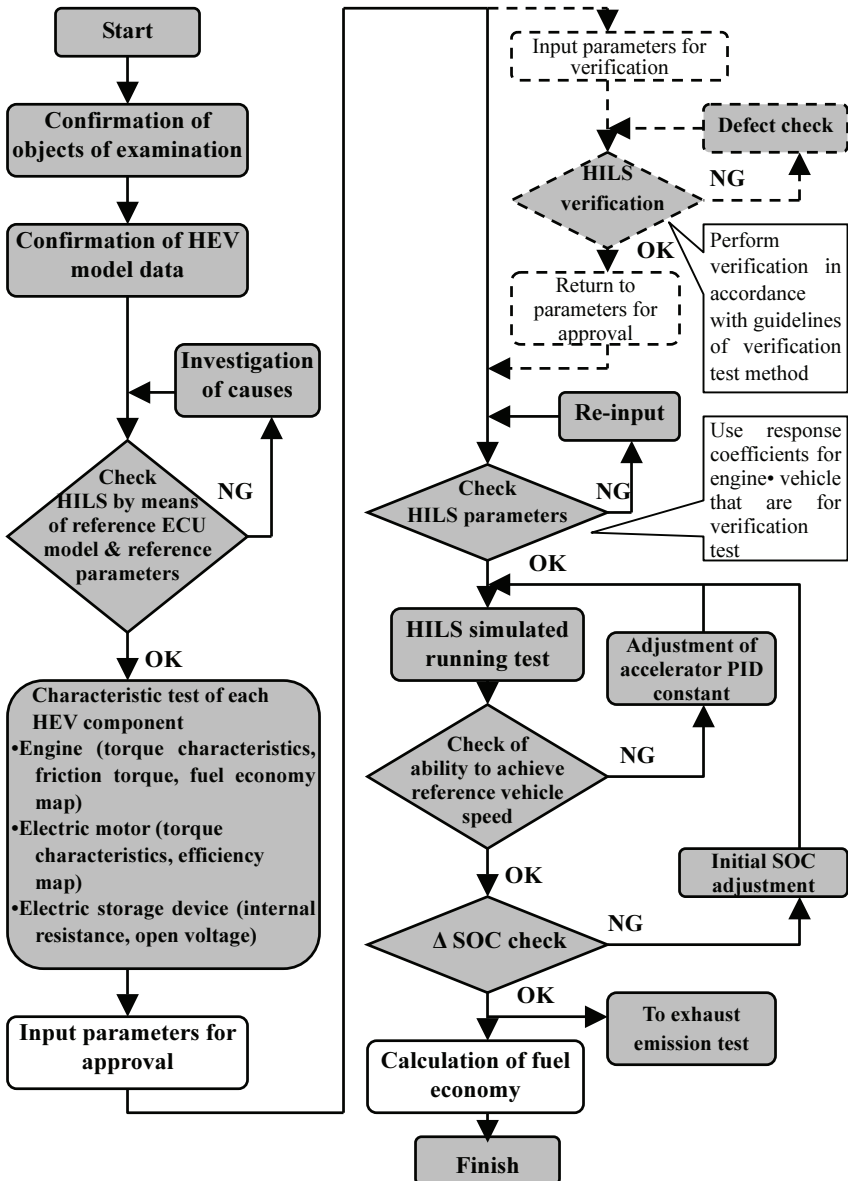 Start
Confirmation of
objects of examination
Confirmation of HEV
model data
Investigation
of causes
Check
HILS by means
of reference ECU
model & reference
parameters
NG
OK
Characteristic test of each
HEV component
•Engine (torque characteristics,
friction torque, fuel economy
map)
•Electric motor (torque
characteristics, efficiency
map)
•Electric storage device (internal
resistance, open voltage)
Input parameters for
approval
Input parameters for
verification
Defect check
HILS
verification
NG
OK
Perform
verification in
accordance
with guidelines
of verification
test method
Return to
parameters for
approval
Re-input
Check
HILS parameters
NG
Use response
coefficients for
engine• vehicle
that are for
verification
test
OK
HILS simulated
running test
Adjustment of
accelerator PID
constant
Check of
ability to achieve
reference vehicle
speed
NG
OK
Initial SOC
adjustment
Δ SOC check
NG
OK
To exhaust
emission test
Calculation of fuel
economy
Finish